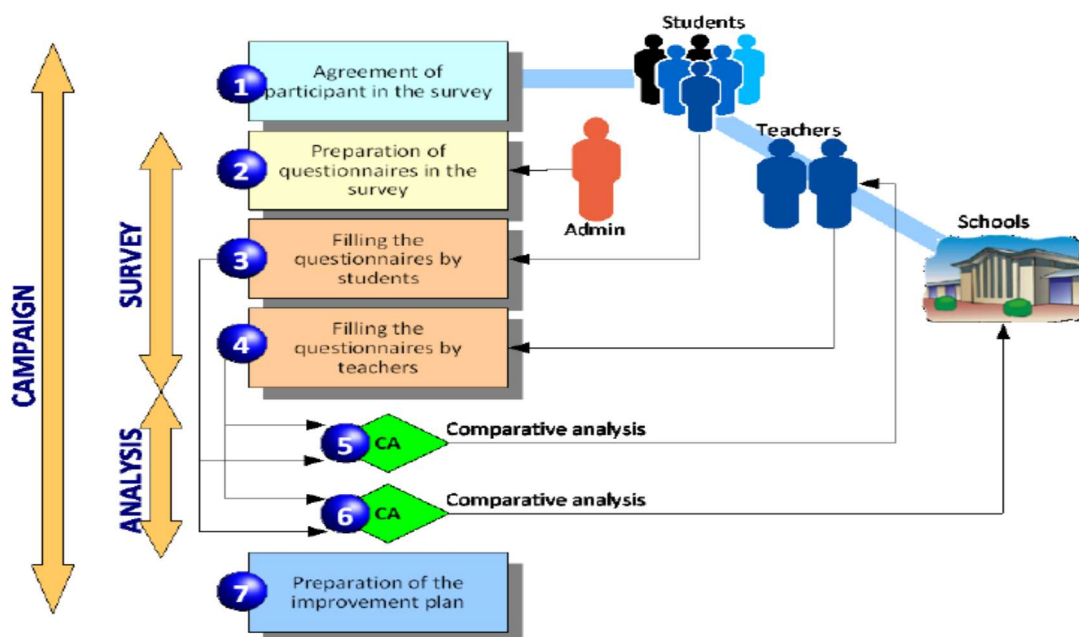 CAMPAIGN
SURVEY
ANALYSIS
Students
1
Agreement of
participant in the survey
Teachers
2
Preparation of
questionnaires in the
survey
Admin
Schools
3
Filling the
questionnaires by
students
4
Filling the
questionnaires by
teachers
5
CA
Comparative analysis
6
CA
Comparative analysis
7
Preparation of the
improvement plan